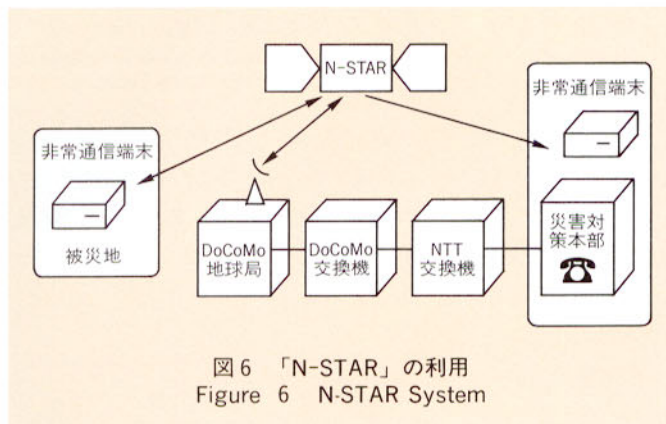 N-STAR
非常通信端末
被災地
DoCoMo
地球局
DoCoMo
交換機
NTT
交換機
非常通信端末
災害対
策本部
図6 「N-STAR」の利用
Figure 6 N-STAR System